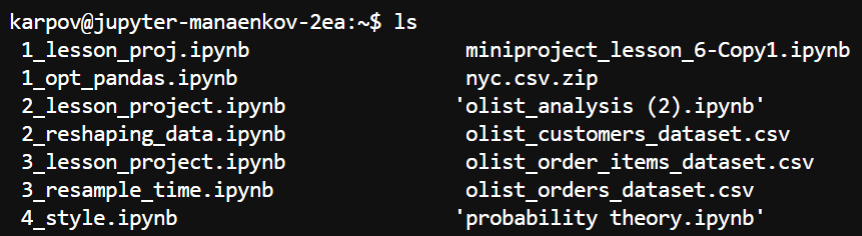 karpov@jupyter-manaenkov-2ea:~$ ls
1_lesson_proj.ipynb miniproject_lesson_6-Copy1.ipynb
1_opt_pandas.ipynb nyc.csv.zip
2_lesson_project.ipynb 'olist_analysis (2).ipynb'
2_reshaping_data.ipynb olist_customers_dataset.csv
3_lesson_project.ipynb olist_order_items_dataset.csv
3_resample_time.ipynb olist_orders_dataset.csv
4_style.ipynb 'probability theory.ipynb'